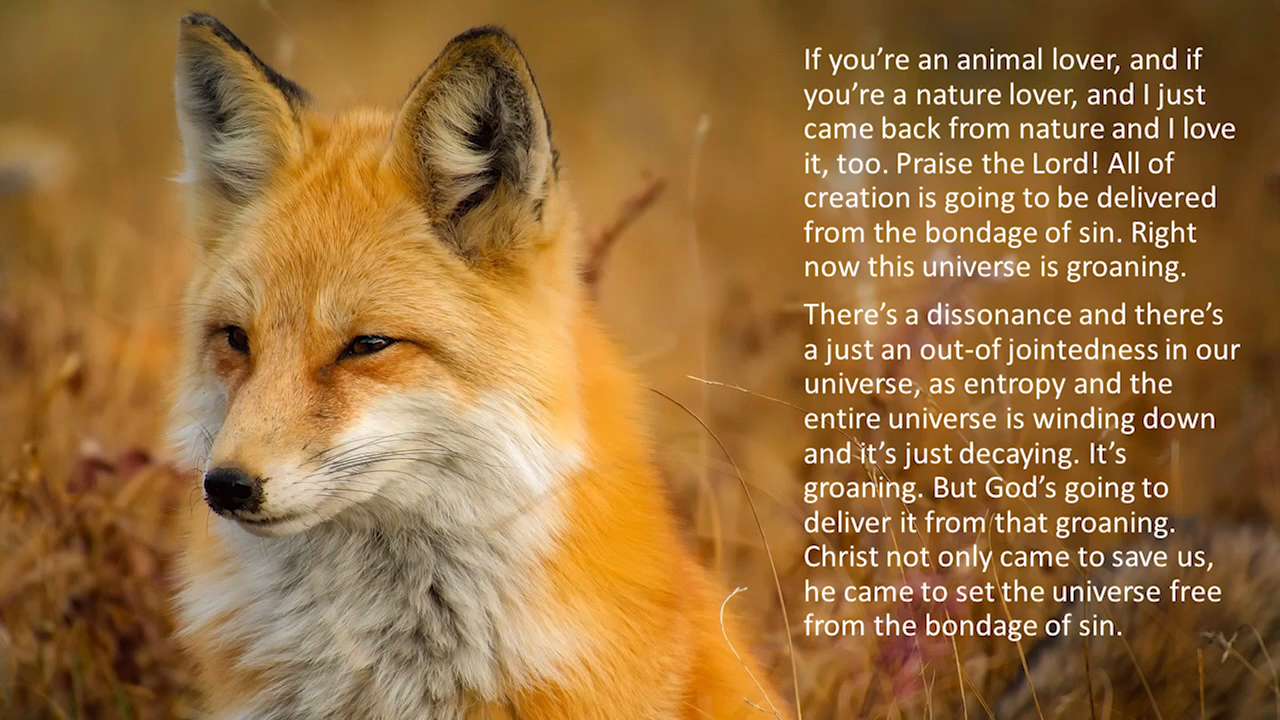 If you’re an animal lover, and if
you’re a nature lover, and I just
came back from nature and I love
it, too. Praise the Lord! All of
creation is going to be delivered
from the bondage of sin. Right
now this universe is groaning.
There’s a dissonance and there’s
a just an out-of jointedness in our
universe, as entropy and the
entire universe is winding down
and it’s just decaying. It’s
groaning. But God’s going to
deliver it from that groaning.
Christ not only came to save us,
he came to set the universe free
from the bondage of sin.